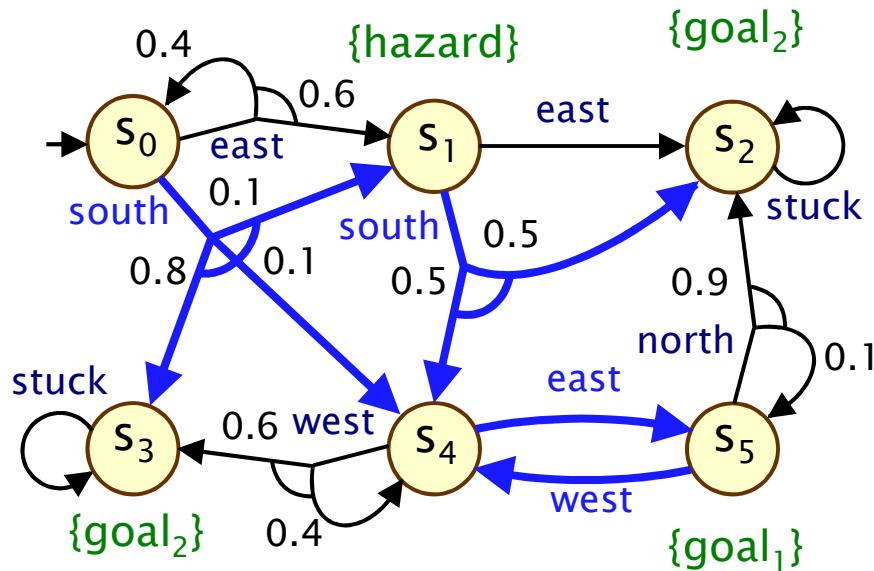 0.4
{hazard}
{goal₂}
0.6
east
s₀
s₁
s₂
east
0.1
south
south
0.5
stuck
0.8
0.1
0.5
0.9
north
stuck
east
0.1
0.6
west
s₃
s₄
s₅
west
0.4
{goal₂}
{goal₁}